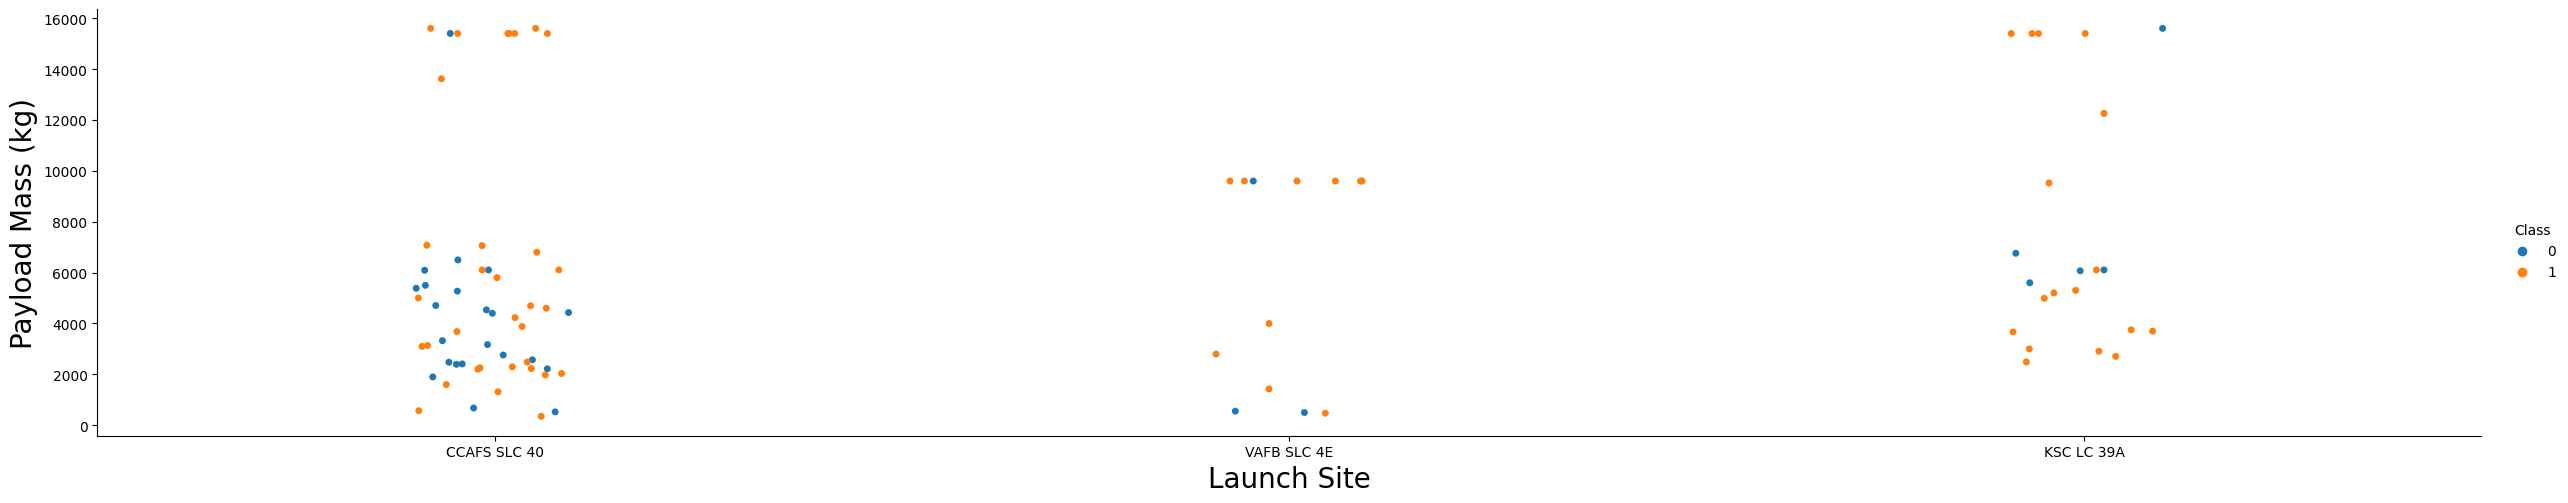 Payload Mass (kg)
16000
14000
12000
10000
8000
6000
4000
2000
0
CCAFS SLC 40
VAFB SLC 4E
KSC LC 39A
Launch Site
Class
0
1